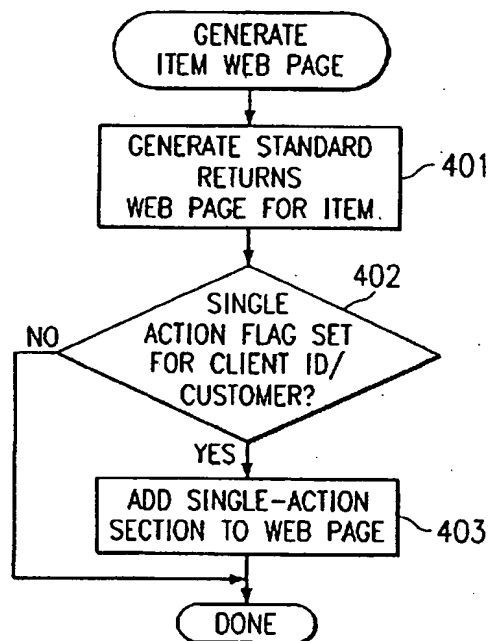 GENERATE
ITEM WEB PAGE
GENERATE STANDARD
RETURNS
WEB PAGE FOR ITEM.
401
402
SINGLE
ACTION FLAG SET
FOR CLIENT ID/
CUSTOMER?
NO
YES
ADD SINGLE-ACTION
SECTION TO WEB PAGE
403
DONE